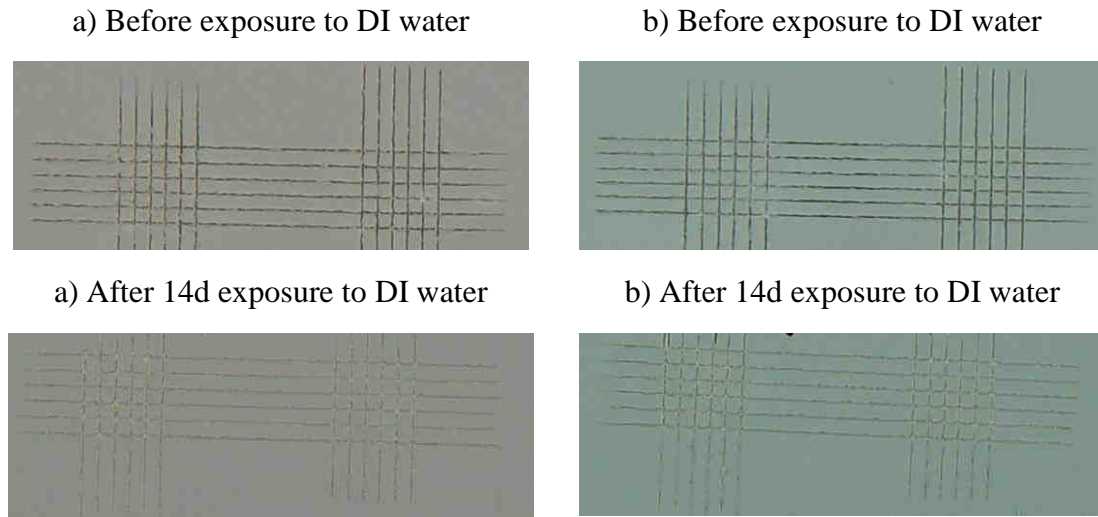 a) Before exposure to DI water
b) Before exposure to DI water
a) After 14d exposure to DI water
b) After 14d exposure to DI water